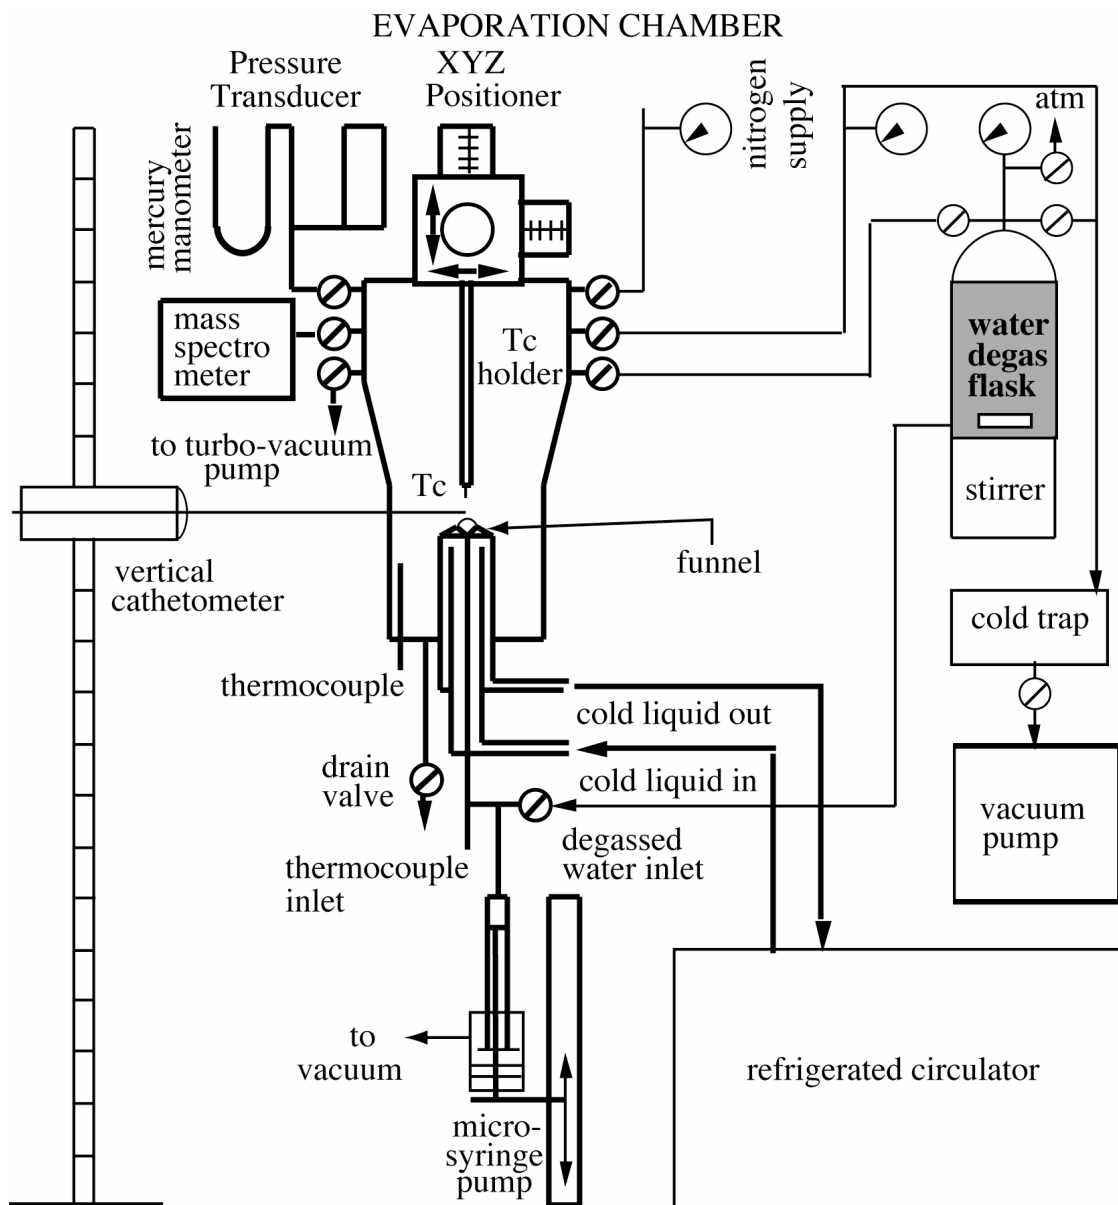 EVAPORATION CHAMBER
Pressure
Transducer
XYZ
Positioner
nitrogen
supply
atm
mercury
manometer
mass
spectro
meter
Tc
holder
water
degas
flask
to turbo-vacuum
pump
Tc
stirrer
funnel
vertical
cathetometer
cold trap
thermocouple
cold liquid out
drain
valve
cold liquid in
vacuum
pump
degassed
water inlet
thermocouple
inlet
to
vacuum
refrigerated circulator
micro-
syringe
pump